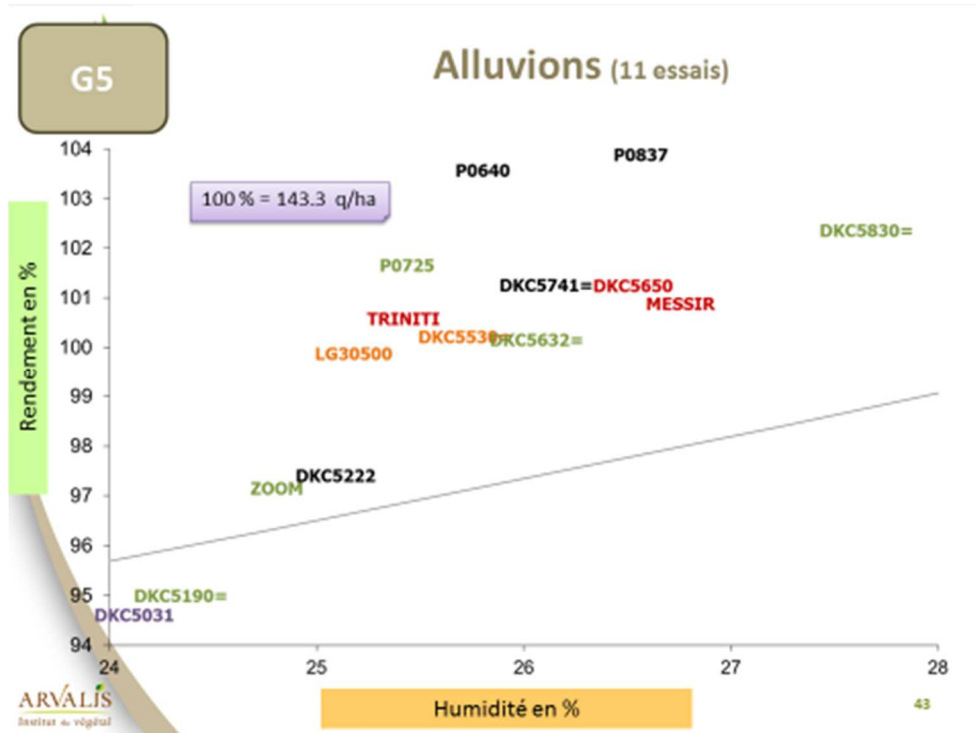 G5
Alluvions (11 essais)
104
103
102
101
100
99
98
97
96
95
94
Rendement en %
100 % = 143.3 q/ha
P0640
P0837
DKC5830=
P0725
DKC5741=
DKC5650
MESSIR
TRINITI
DKC5530=
DKC5632=
LG30500
DKC5222
ZOOM
DKC5190=
DKC5031
24
25
26
27
28
Humidité en %
ARVALIS
Institut du végétal
43